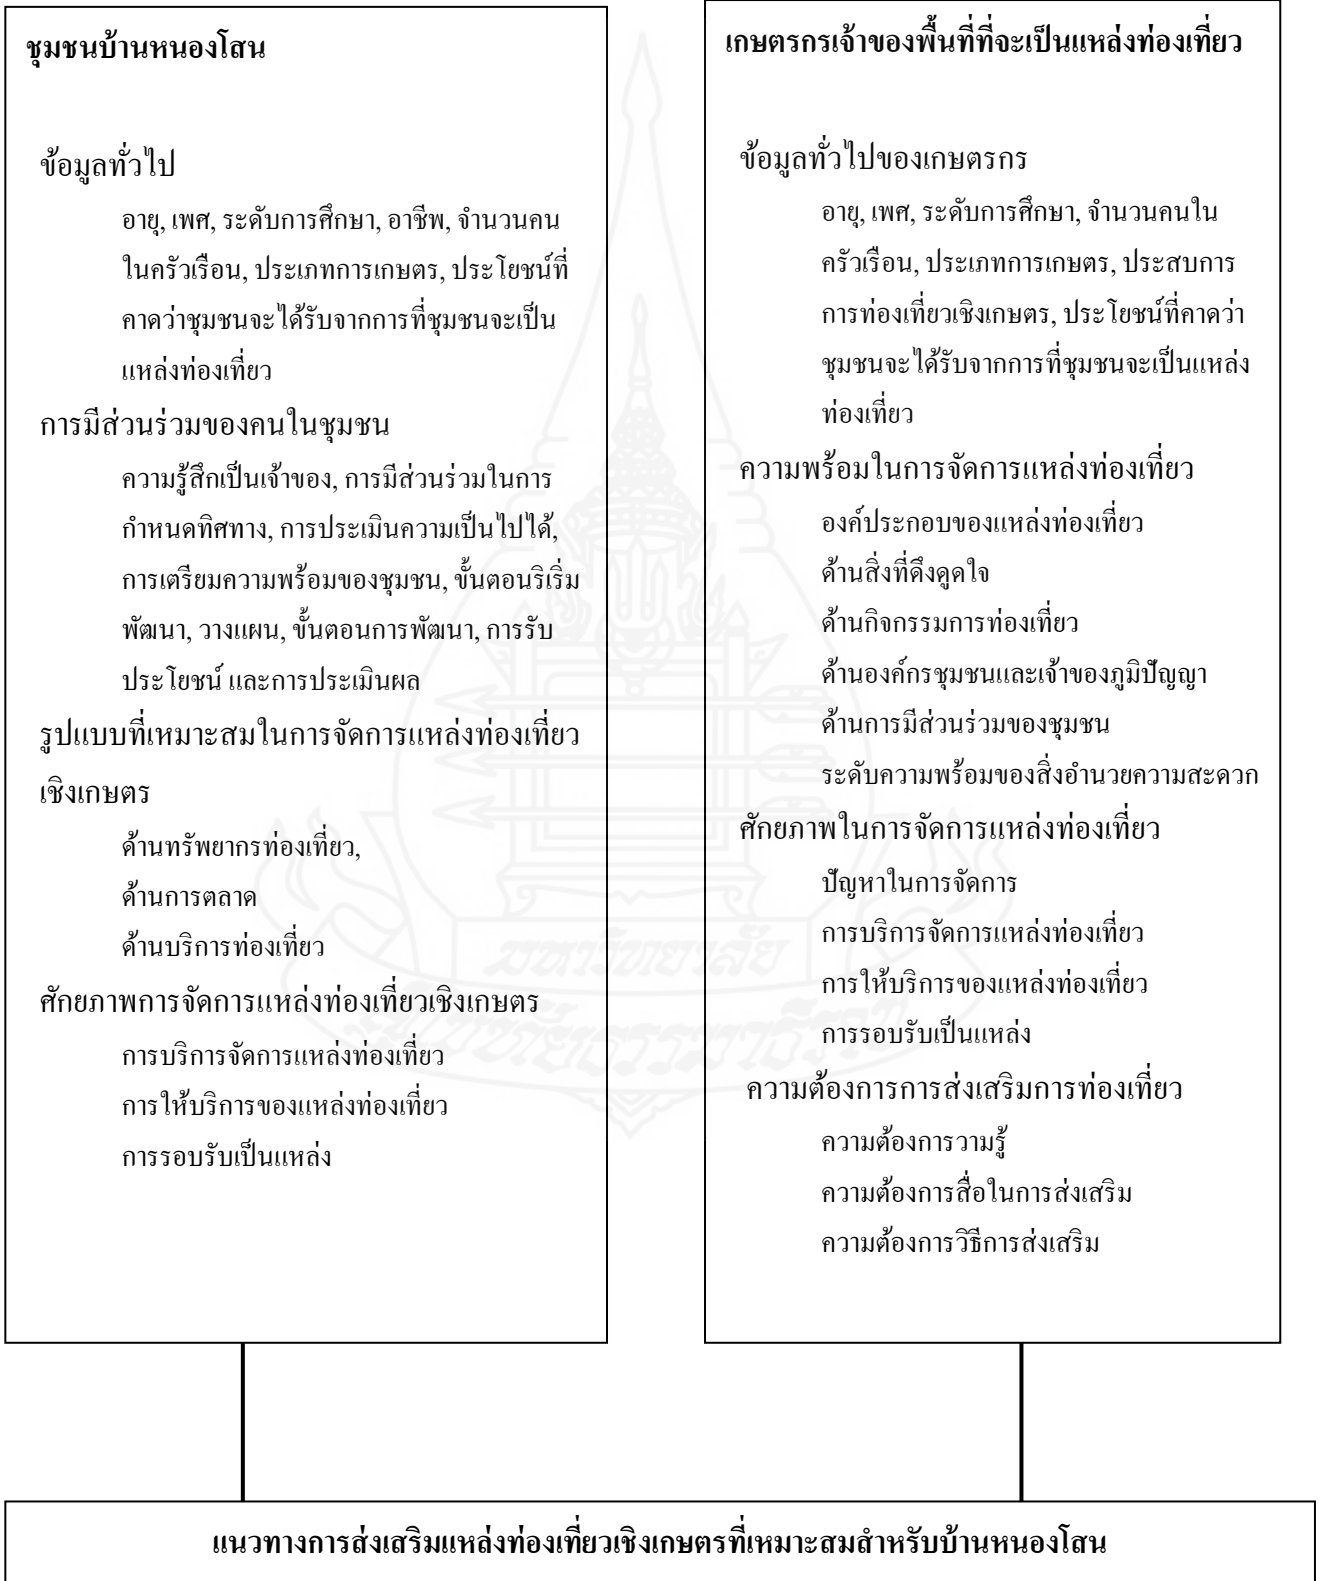 ชุมชนบ้านหนองโสน
ข้อมูลทั่วไป
อายุ, เพศ, ระดับการศึกษา, อาชีพ, จำนวนคน
ในครัวเรือน, ประเภทการเกษตร, ประโยชน์ที่
คาดว่าชุมชนจะได้รับจากการที่ชุมชนจะเป็น
แหล่งท่องเที่ยว
การมีส่วนร่วมของคนในชุมชน
ความรู้สึกเป็นเจ้าของ, การมีส่วนร่วมในการ
กำหนดทิศทาง, การประเมินความเป็นไปได้,
การเตรียมความพร้อมของชุมชน, ขั้นตอนริเริ่ม
พัฒนา, วางแผน, ขั้นตอนการพัฒนา, การรับ
ประโยชน์ และการประเมินผล
รูปแบบที่เหมาะสมในการจัดการแหล่งท่องเที่ยว
เชิงเกษตร
ด้านทรัพยากรท่องเที่ยว,
ด้านการตลาด
ด้านบริการท่องเที่ยว
ศักยภาพการจัดการแหล่งท่องเที่ยวเชิงเกษตร
การบริการจัดการแหล่งท่องเที่ยว
การให้บริการของแหล่งท่องเที่ยว
การรอบรับเป็นแหล่ง
เกษตรกรเจ้าของพื้นที่ที่จะเป็นแหล่งท่องเที่ยว
ข้อมูลทั่วไปของเกษตรกร
อายุ, เพศ, ระดับการศึกษา, จำนวนคนใน
ครัวเรือน, ประเภทการเกษตร, ประสบการ
การท่องเที่ยวเชิงเกษตร, ประโยชน์ที่คาดว่า
ชุมชนจะได้รับจากการที่ชุมชนจะเป็นแหล่ง
ท่องเที่ยว
ความพร้อมในการจัดการแหล่งท่องเที่ยว
องค์ประกอบของแหล่งท่องเที่ยว
ด้านสิ่งที่ดึงดูดใจ
ด้านกิจกรรมการท่องเที่ยว
ด้านองค์กรชุมชนและเจ้าของภูมิปัญญา
ด้านการมีส่วนร่วมของชุมชน
ระดับความพร้อมของสิ่งอำนวยความสะดวก
ศักยภาพในการจัดการแหล่งท่องเที่ยว
ปัญหาในการจัดการ
การบริการจัดการแหล่งท่องเที่ยว
การให้บริการของแหล่งท่องเที่ยว
การรอบรับเป็นแหล่ง
ความต้องการการส่งเสริมการท่องเที่ยว
ความต้องการวามรู้
ความต้องการสื่อในการส่งเสริม
ความต้องการวิธีการส่งเสริม
มหาวิทยาลัย
สุโขทัยธรรมาธิราช
แนวทางการส่งเสริมแหล่งท่องเที่ยวเชิงเกษตรที่เหมาะสมสำหรับบ้านหนองโสน